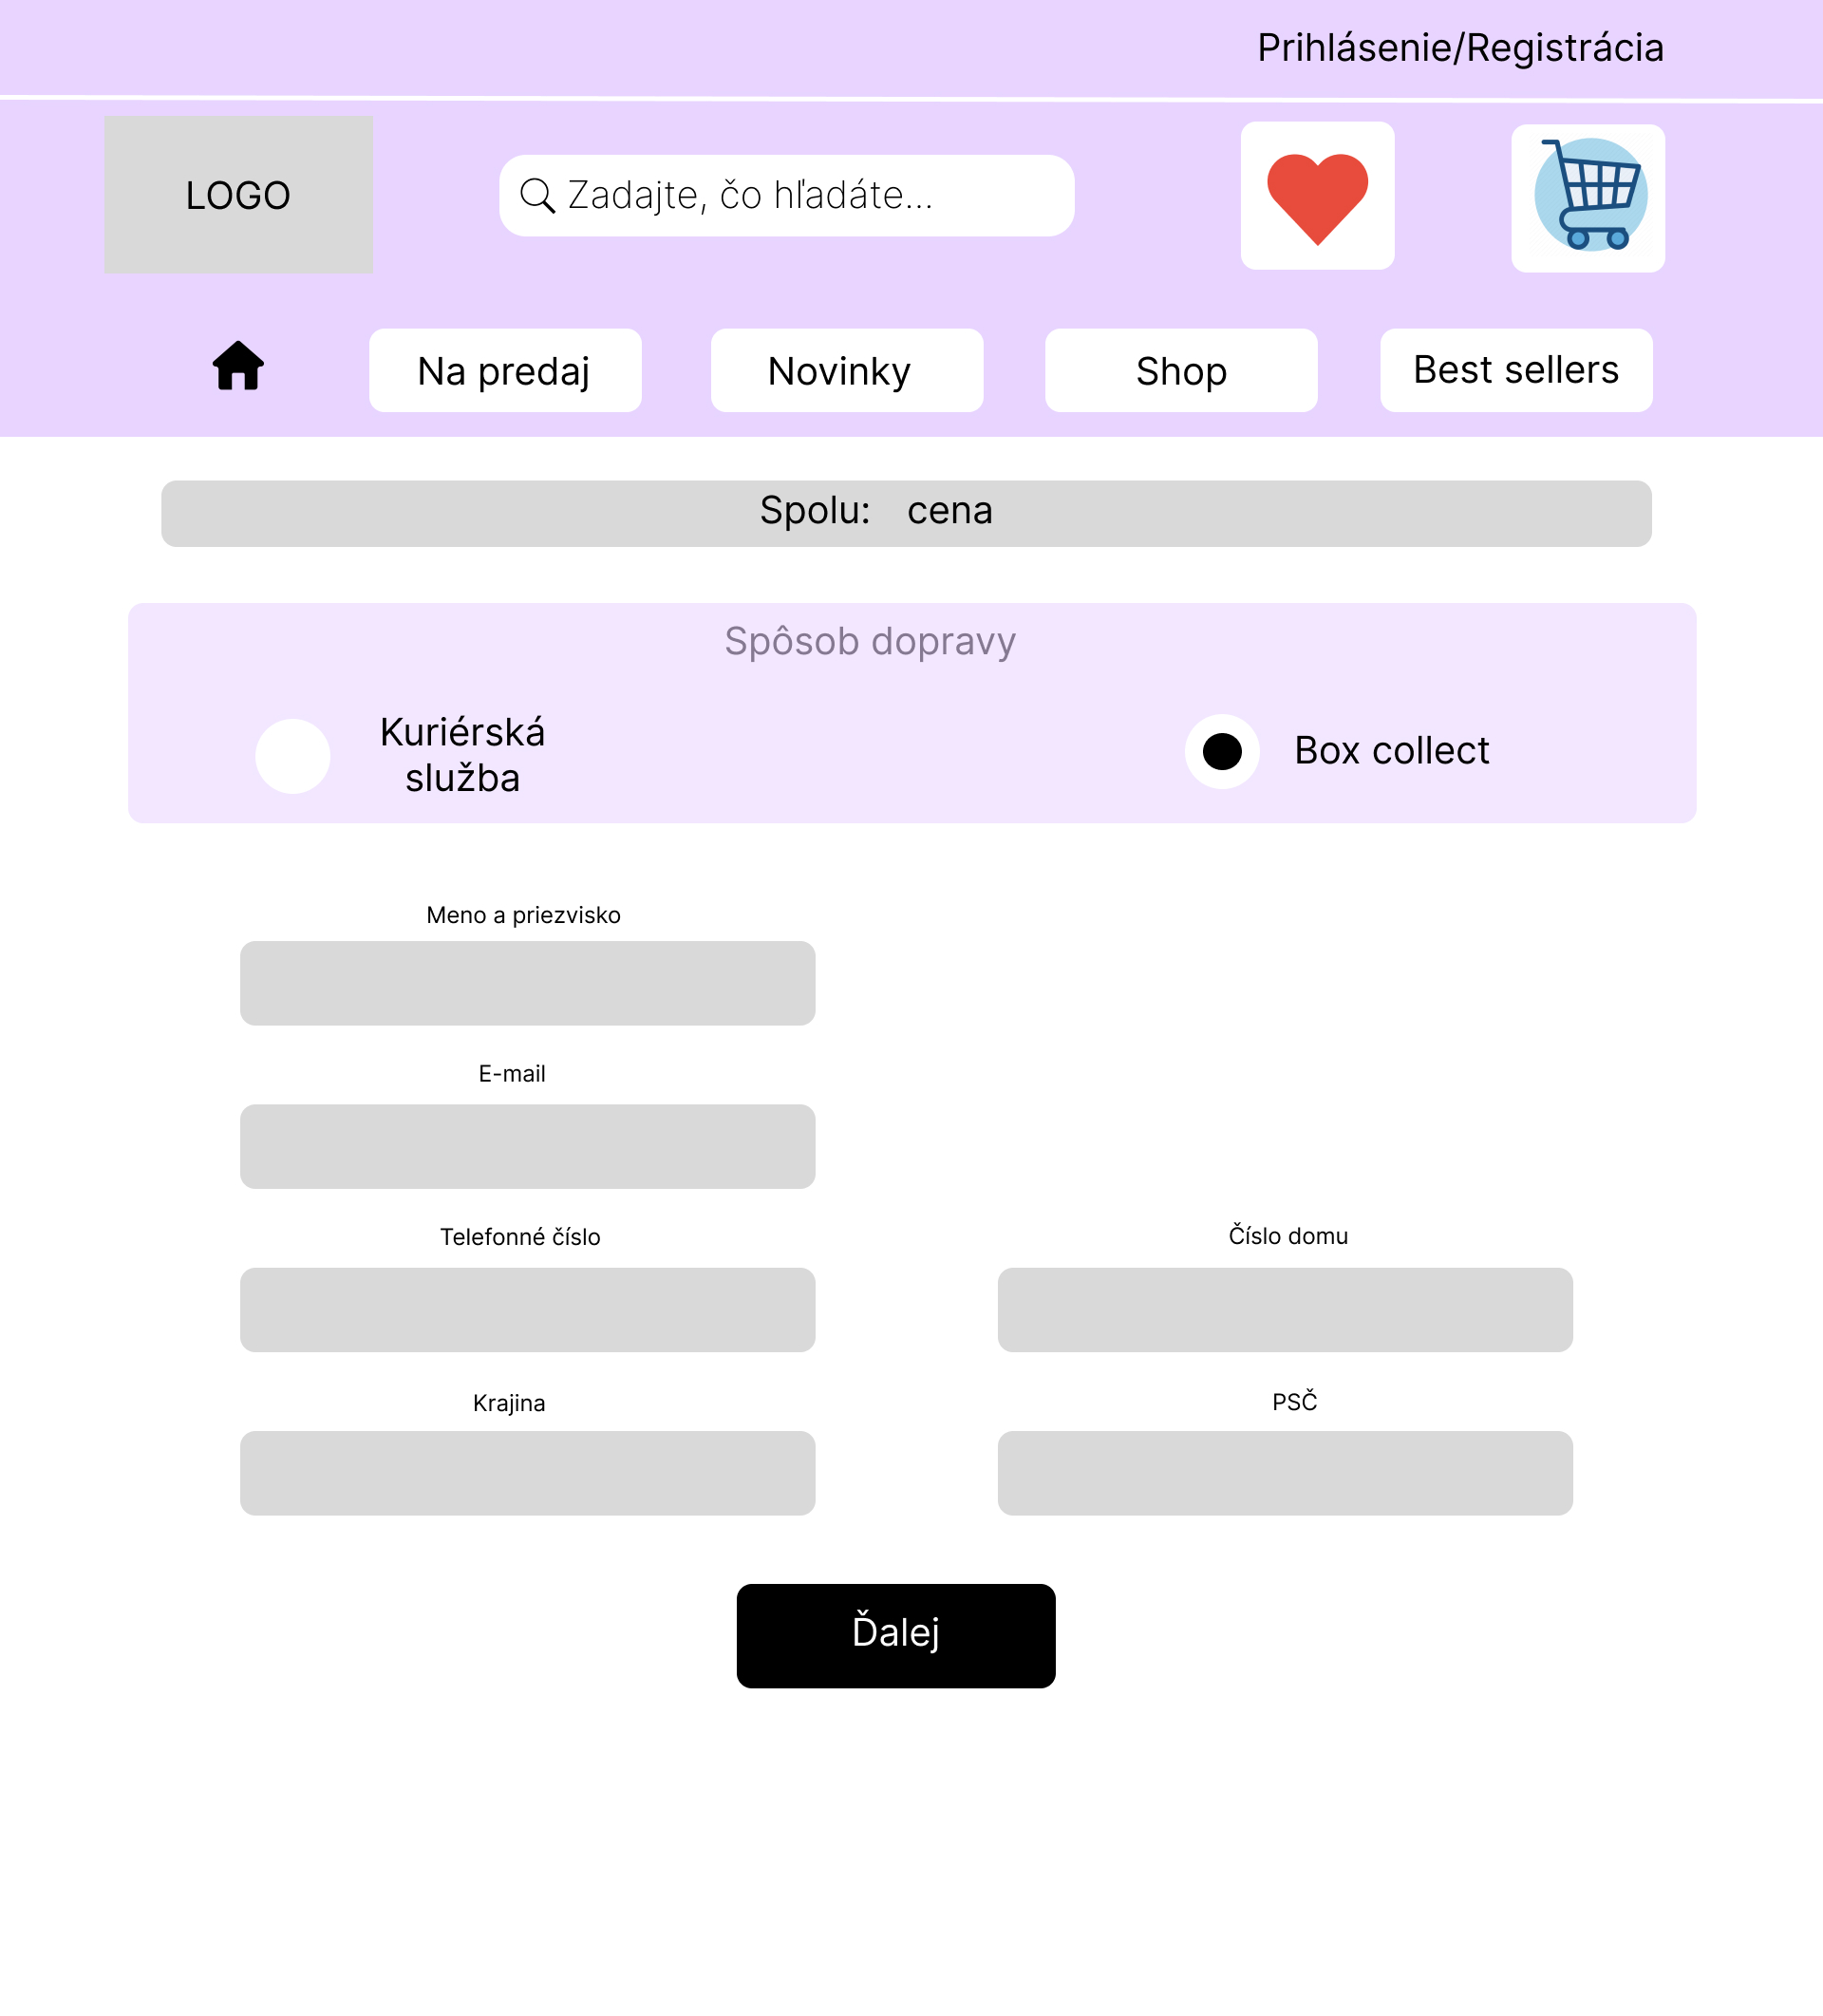 Prihlásenie/Registrácia
LOGO
Zadajte, čo hľadáte...
Na predaj
Novinky
Shop
Best sellers
Spolu: cena
Spôsob dopravy
Kuriérská
služba
Box collect
Meno a priezvisko
E-mail
Telefonné číslo
Číslo domu
Krajina
PSČ
Ďalej